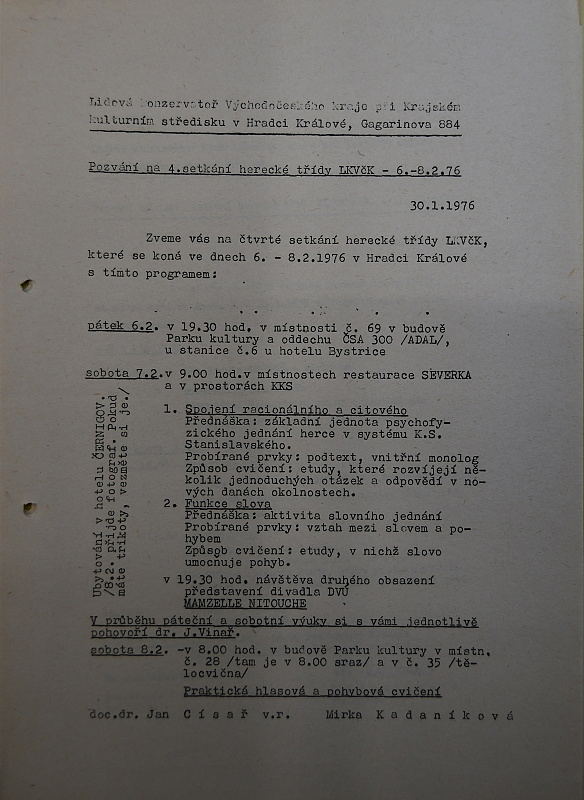 Lidová konzervatoř Východočeského kraje při Krajském
kulturním středisku v Hradci Králové, Gagarinova 884
Pozvání na 4.setkání herecké třídy LKVčK - 6.-8.2.76
30.1.1976
Zveme vás na čtvrté setkání herecké třídy LKVčK,
které se koná ve dnech 6. - 8.2.1976 v Hradci Králové
s tímto programem:
pátek 6.2. v 19.30 hod. v místnosti č. 69 v budově
Parku kultury a oddechu ČSA 300 /ADAL/,
u stanice č.6 u hotelu Bystrice
sobota 7.2.v 9.00 hod.v místnostech restaurace SEVERKA
a v prostorách KKS
1. Spojení racionálního a citového
Přednáška: základní jednota psychofy-
zického jednání herce v systému K.S.
Stanislavského.
Probírané prvky: podtext, vnitřní monolog
Způsob cvičení: etudy, které rozvíjejí ně-
kolik jednoduchých otázek a odpovědí v no-
vých danách okolnostech.
2. Funkce slova
Přednáška: aktivita slovního jednání
Probírané prvky: vztah mezi slovem a po-
hybem
Způsob cvičení: etudy, v nichž slovo
umocnuje pohyb.
v 19.30 hod. návštěva druhého obsazení
představení divadla DVÚ
MAMZELLE NITOUCHE
Ubytování v hotelu ČERNIGOV.
/8.2. přijde fotograf. Pokud
máte trikoty, vezměte si je./
V průběhu páteční a sobotní výuky si s vámi jednotlivě
pohovoří dr. J.Vinař.
sobota 8.2. -v 8.00 hod. v budově Parku kultury v místn.
č. 28 /tam je v 8.00 sraz/ a v č. 35 /tě-
locvična/
Praktická hlasová a pohybová cvičení
doc.dr. Jan C í s a ř v.r. Mirka K a d a n í k o v á